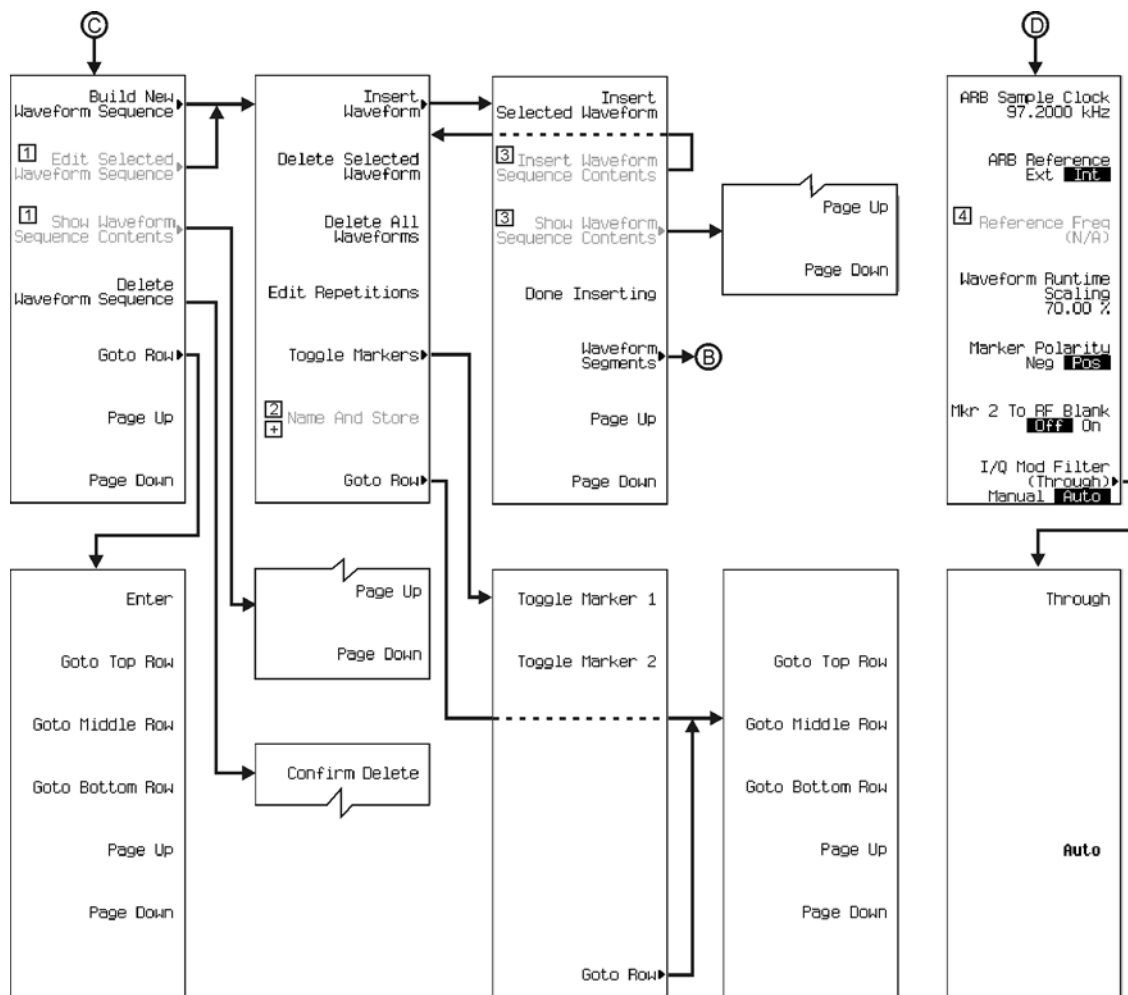 C
Build New
Waveform Sequence
1 Edit Selected
Waveform Sequence
1 Show Waveform
Sequence Contents
Delete
Waveform Sequence
Goto Row
Page Up
Page Down
Insert
Waveform
Delete Selected
Waveform
Delete All
Waveforms
Edit Repetitions
Toggle Markers
2
+
Name And Store
Goto Row
Insert
Selected Waveform
3 Insert Waveform
Sequence Contents
3 Show Waveform
Sequence Contents
Done Inserting
Waveform
Segments
B
Page Up
Page Down
Page Up
Page Down
D
ARB Sample Clock
97.2000 kHz
ARB Reference
Ext Int
4 Reference Freq
(N/A)
Waveform Runtime
Scaling
70.00 %
Marker Polarity
Neg Pos
Mkr 2 To RF Blank
Off On
I/Q Mod Filter
(Through)
Manual Auto
Enter
Goto Top Row
Goto Middle Row
Goto Bottom Row
Page Up
Page Down
Page Up
Page Down
Confirm Delete
Toggle Marker 1
Toggle Marker 2
Goto Row
Goto Top Row
Goto Middle Row
Goto Bottom Row
Page Up
Page Down
Through
Auto